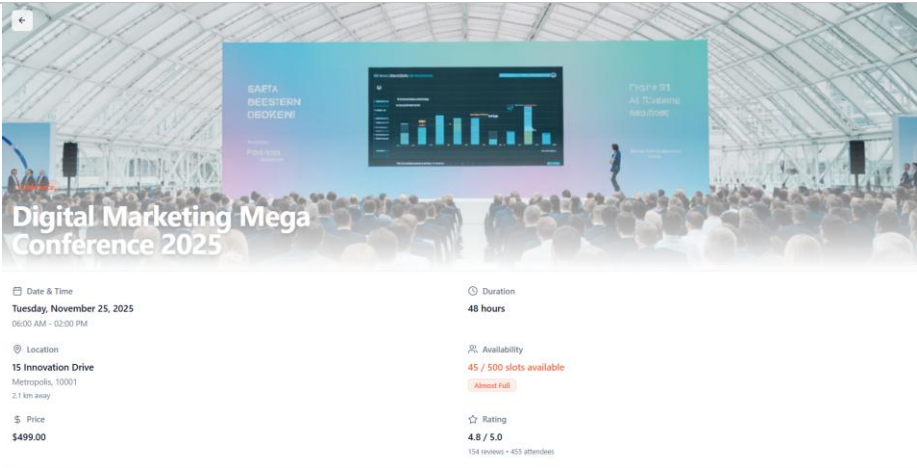 BEESTERN
Digital Marketing Mega
Conference 2025
Date & Time
Tuesday, November 25, 2025
06:00 AM - 02:00 PM
Duration
48 hours
Location
15 Innovation Drive
Metropolis, 10001
2.1 km away
Availability
45 / 500 slots available
Almost Full
Price
$499.00
Rating
4.8 / 5.0
154 reviews • 455 attendees